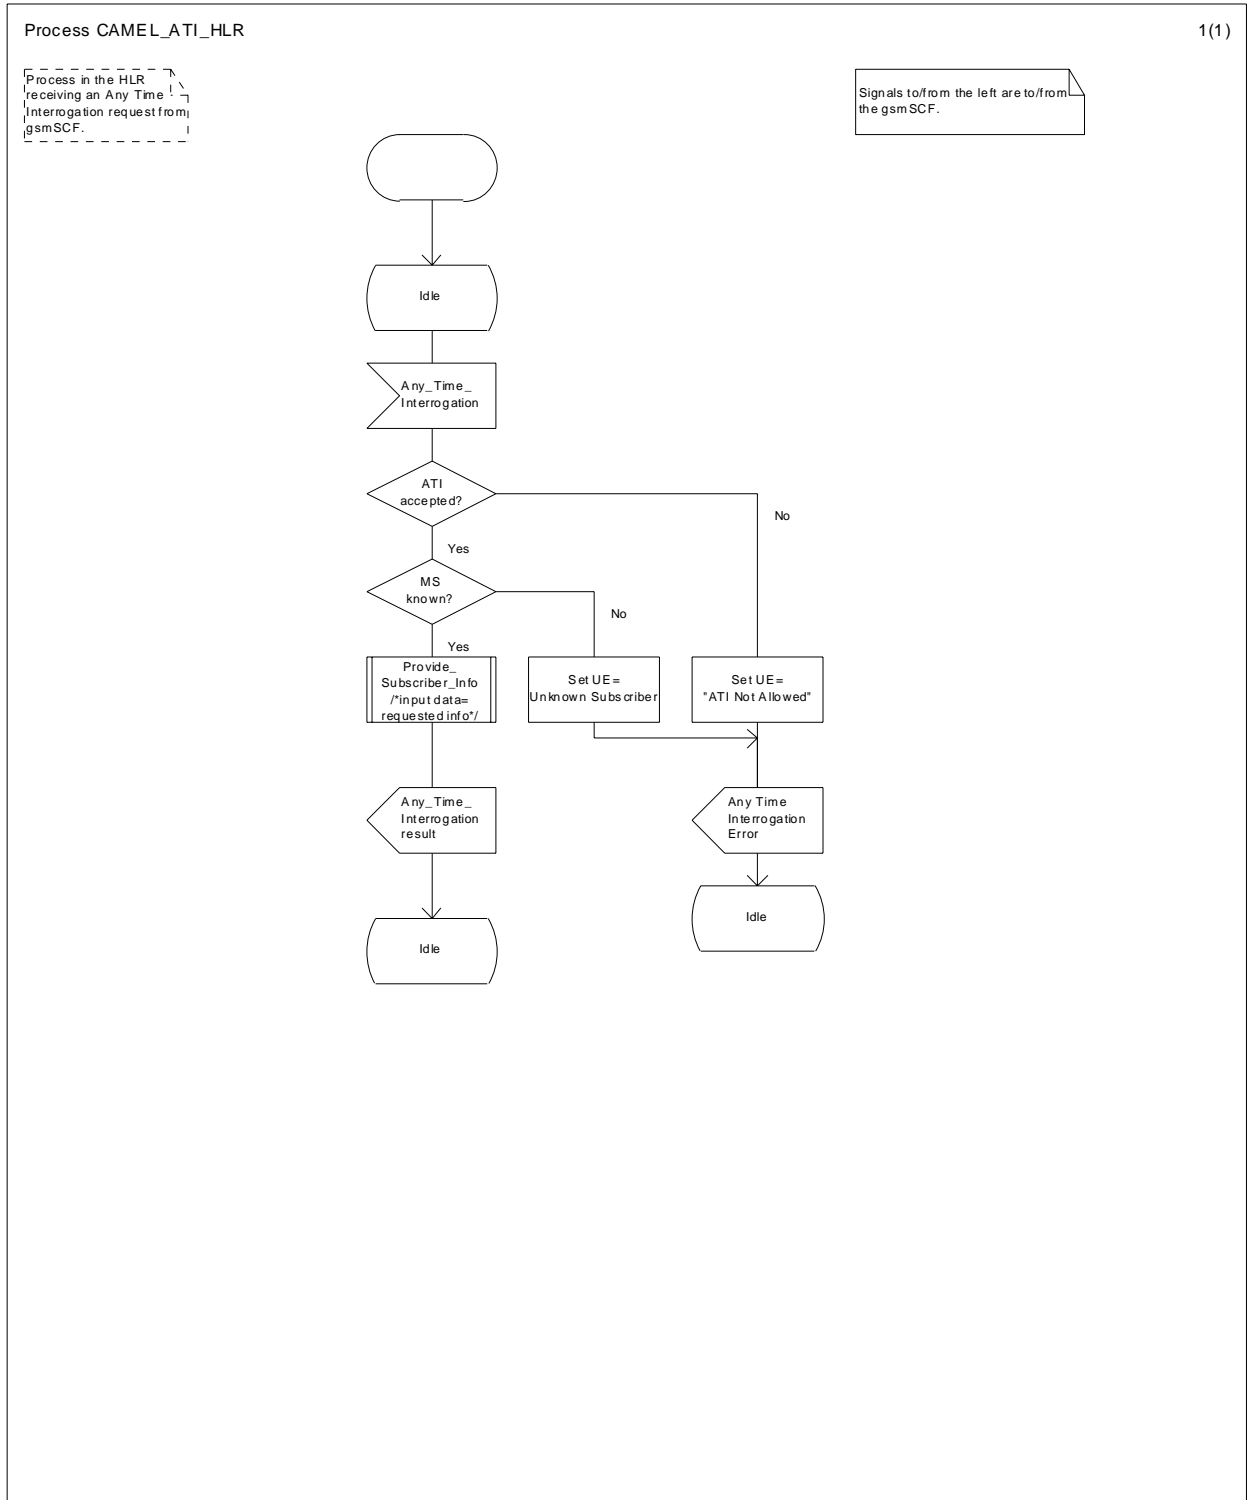 Process CAMEL_ATI_HLR
1(1)
Process in the HLR
receiving an Any Time
Interrogation request from
gsmSCF.
Signals to/from the left are to/from
the gsmSCF.
Idle
Any_Time_
Interrogation
ATI
accepted?
No
Yes
MS
known?
No
Yes
Provide_
Subscriber_Info
/*input data=
requested info*/
Set UE=
Unknown Subscriber
Set UE=
"ATI Not Allowed"
Any_Time_
Interrogation
result
Any Time
Interrogation
Error
Idle
Idle